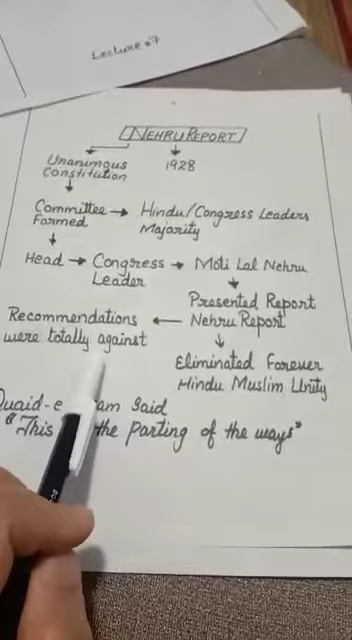 Lecture #7
NEHRU REPORT
Unanimous 1928
Constitution
Committee → Hindu/Congress Leaders
Formed Majority
Head → Congress → Moti Lal Nehru
Leader
Presented Report
Recommendations ← Nehru Report
were totally against
Eliminated Forever
Hindu Muslim Unity
Said
"This the Parting of the ways"